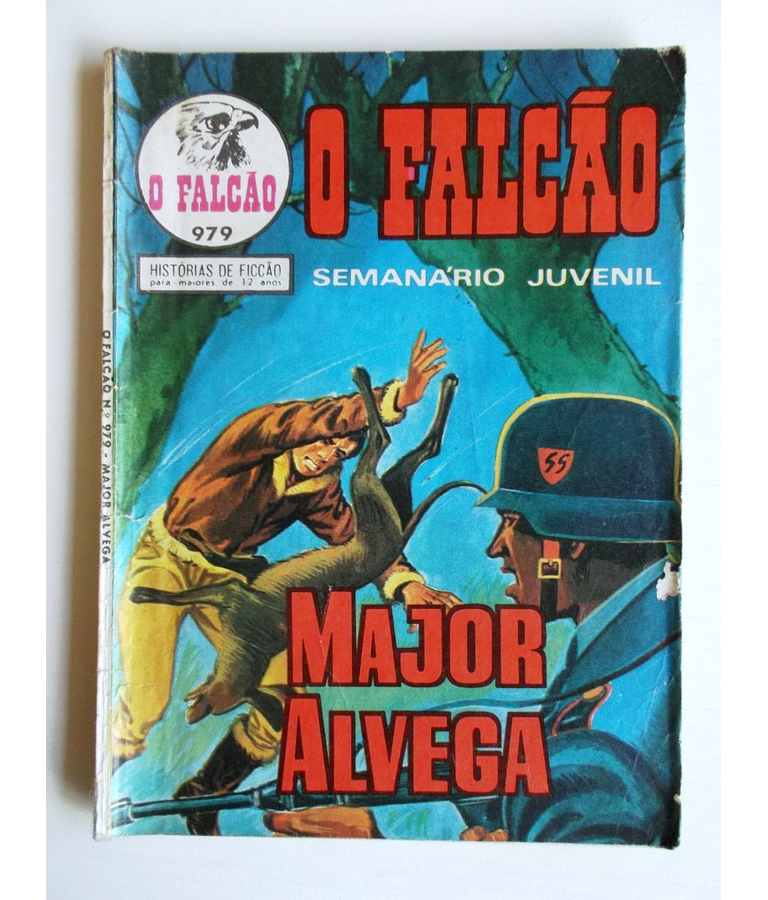 O FALCÃO
979
HISTÓRIAS DE FICÇÃO
para maiores de 12 anos
O FALCÃO
SEMANÁRIO JUVENIL
O FALCÃO N.º 979 - MAJOR ALVEGA
SS
MAJOR
ALVEGA